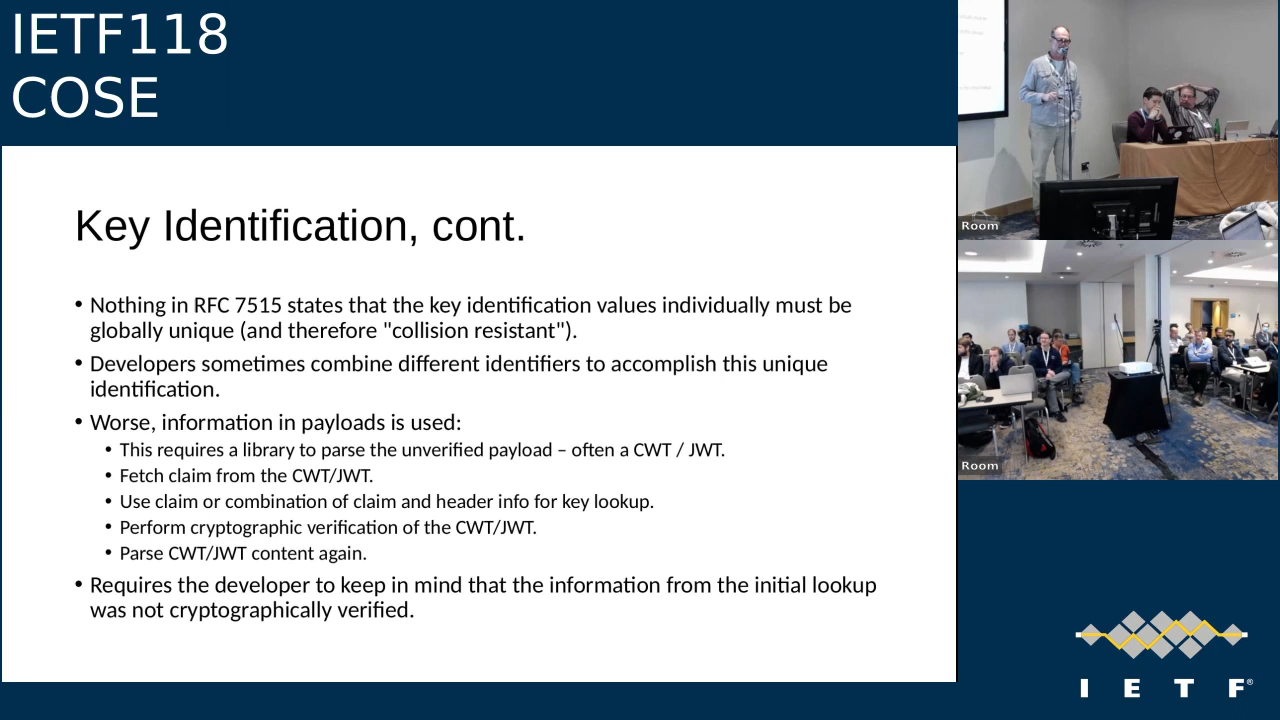 IETF118
COSE
Key Identification, cont.
• Nothing in RFC 7515 states that the key identification values individually must be
globally unique (and therefore "collision resistant").
• Developers sometimes combine different identifiers to accomplish this unique
identification.
• Worse, information in payloads is used:
• This requires a library to parse the unverified payload – often a CWT / JWT.
• Fetch claim from the CWT/JWT.
• Use claim or combination of claim and header info for key lookup.
• Perform cryptographic verification of the CWT/JWT.
• Parse CWT/JWT content again.
• Requires the developer to keep in mind that the information from the initial lookup
was not cryptographically verified.
Room
Room
I E T F®